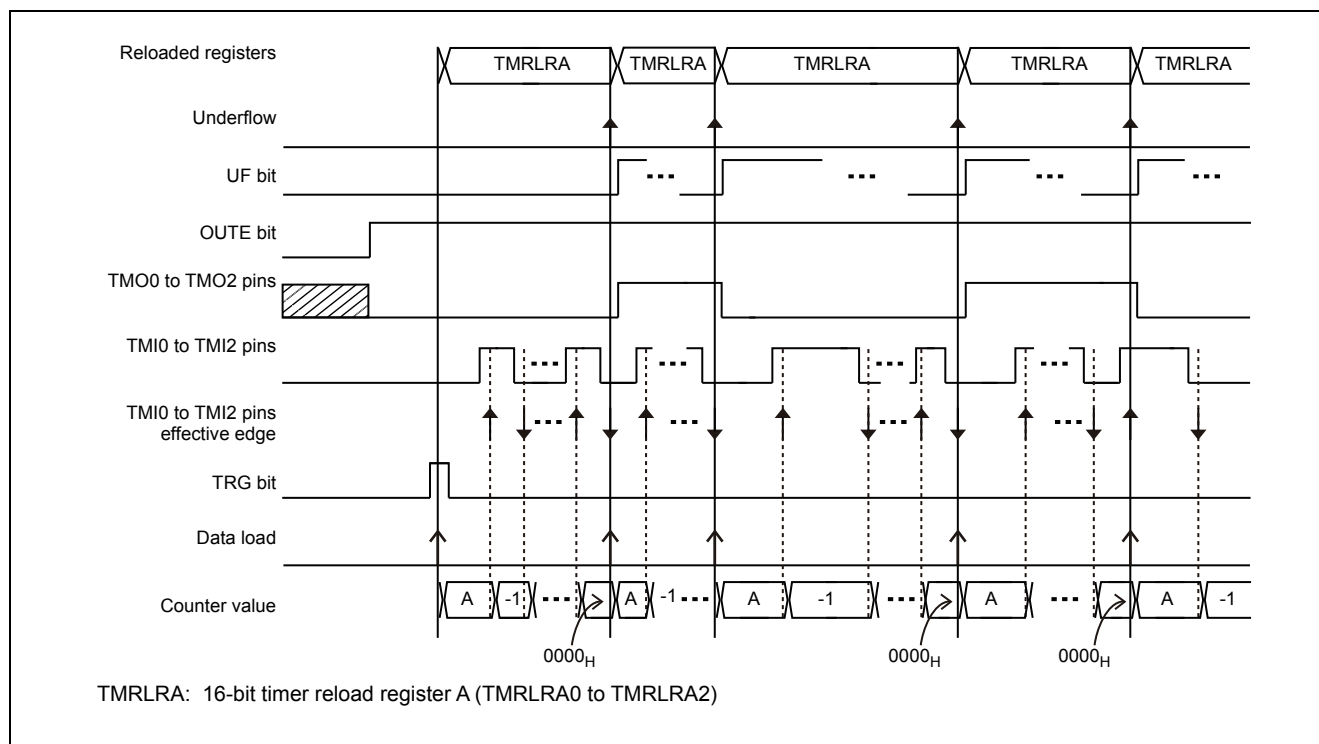 Reloaded registers TMRLRA TMRLRA TMRLRA TMRLRA TMRLRA
Underflow
UF bit
OUTE bit
TMO0 to TMO2 pins
TMI0 to TMI2 pins
TMI0 to TMI2 pins
effective edge
TRG bit
Data load
Counter value A -1 A -1 A -1 A A -1
0000H 0000H 0000H
TMRLRA: 16-bit timer reload register A (TMRLRA0 to TMRLRA2)